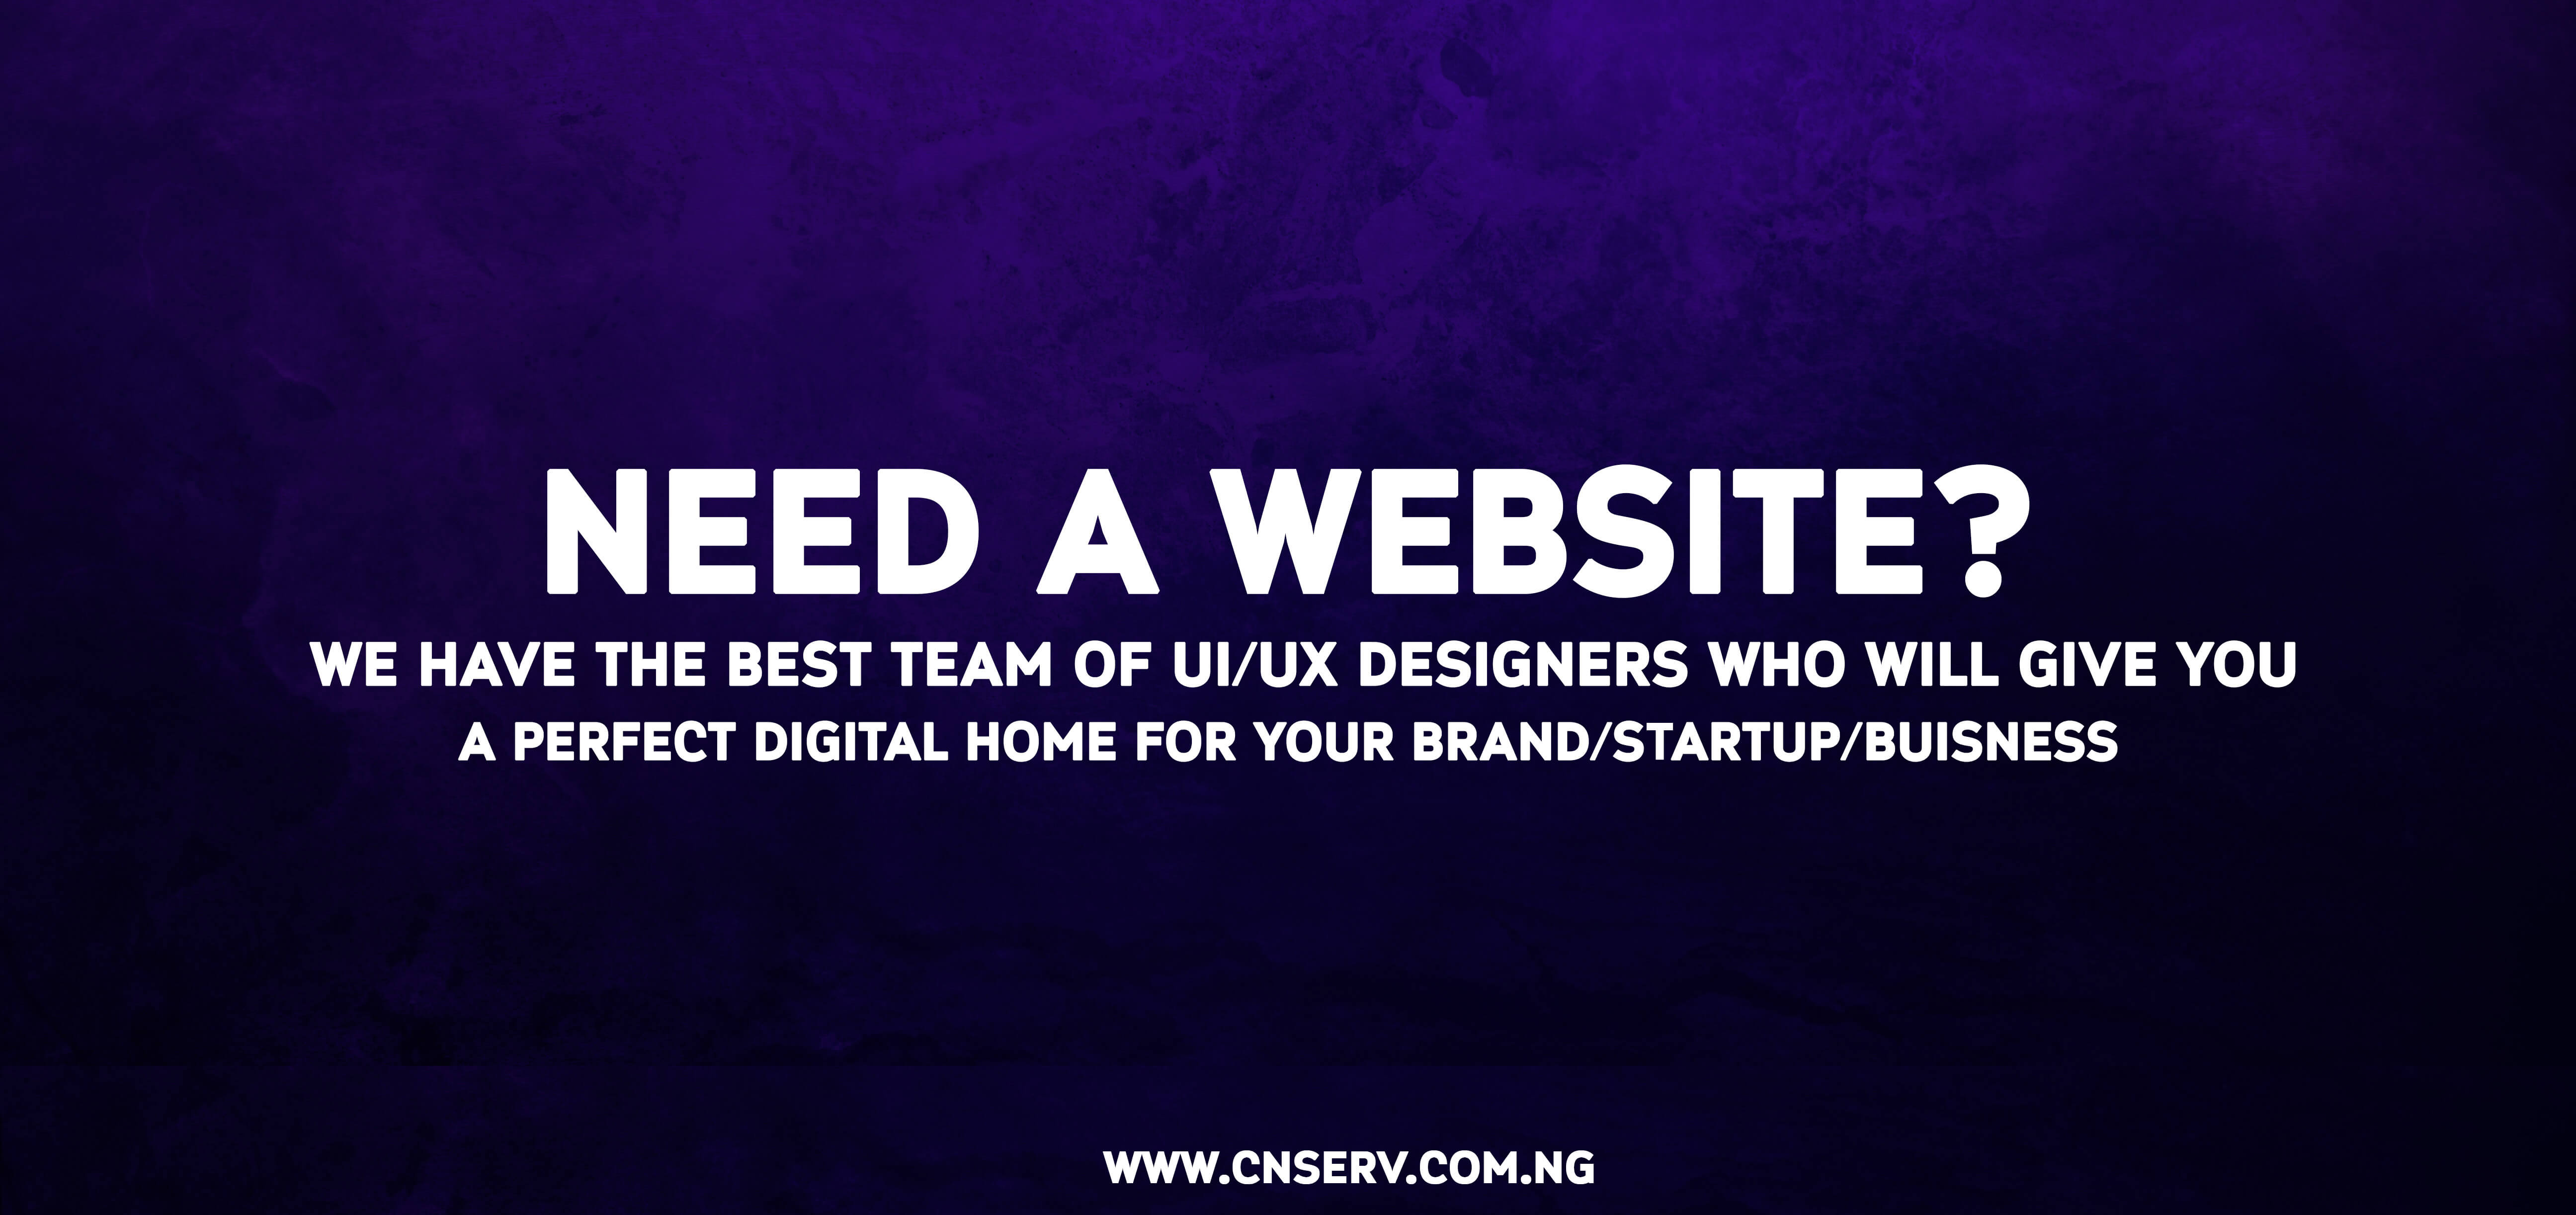 NEED A WEBSITE?
WE HAVE THE BEST TEAM OF UI/UX DESIGNERS WHO WILL GIVE YOU
A PERFECT DIGITAL HOME FOR YOUR BRAND/STARTUP/BUISNESS
WWW.CNSERV.COM.NG